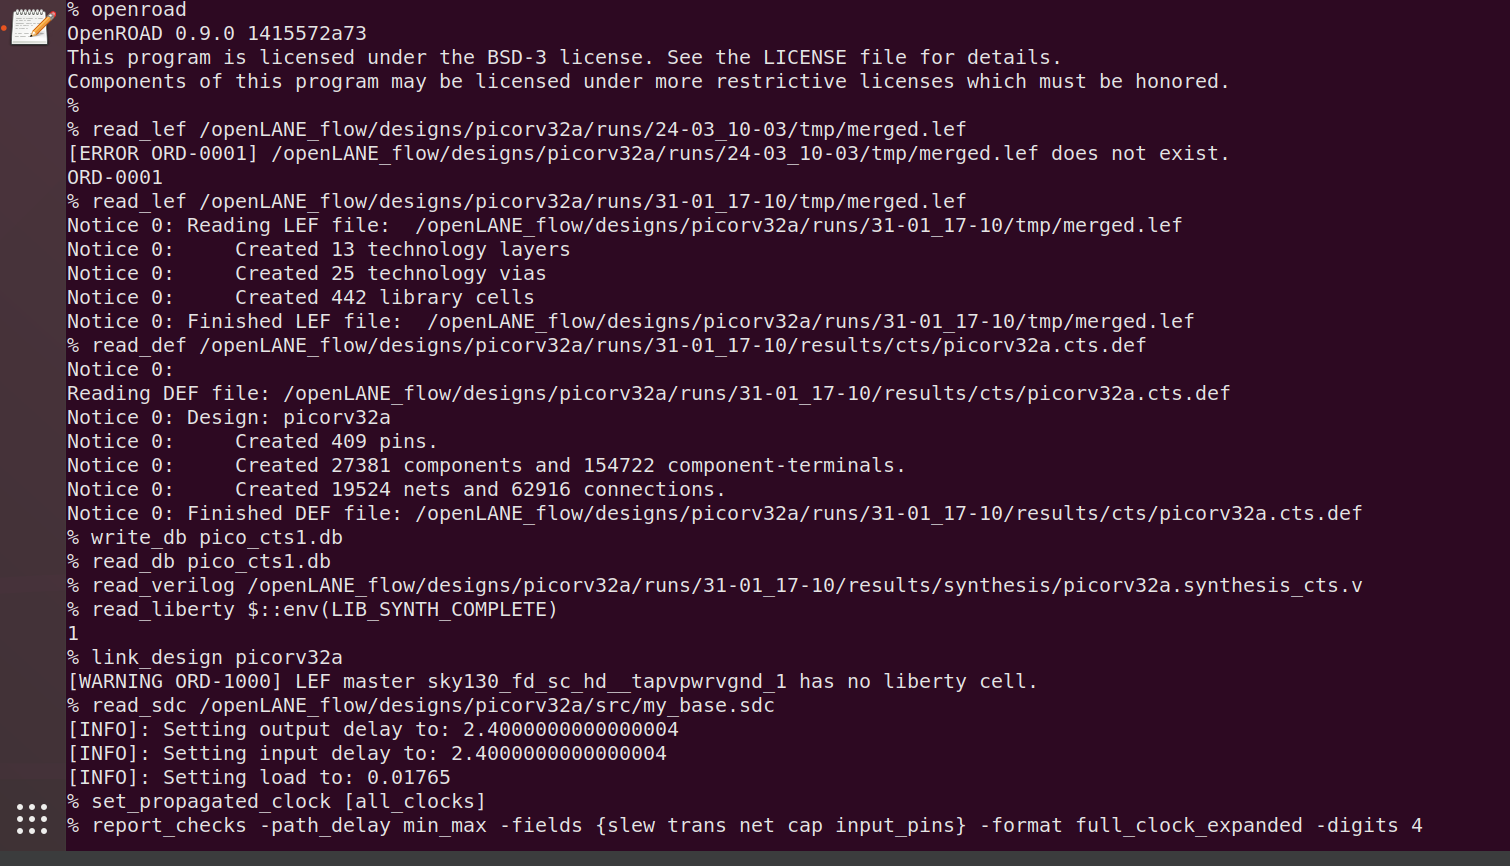 % openroad
OpenROAD 0.9.0 1415572a73
This program is licensed under the BSD-3 license. See the LICENSE file for details.
Components of this program may be licensed under more restrictive licenses which must be honored.
%
% read_lef /openLANE_flow/designs/picorv32a/runs/24-03_10-03/tmp/merged.lef
[ERROR ORD-0001] /openLANE_flow/designs/picorv32a/runs/24-03_10-03/tmp/merged.lef does not exist.
ORD-0001
% read_lef /openLANE_flow/designs/picorv32a/runs/31-01_17-10/tmp/merged.lef
Notice 0: Reading LEF file:  /openLANE_flow/designs/picorv32a/runs/31-01_17-10/tmp/merged.lef
Notice 0:     Created 13 technology layers
Notice 0:     Created 25 technology vias
Notice 0:     Created 442 library cells
Notice 0: Finished LEF file:  /openLANE_flow/designs/picorv32a/runs/31-01_17-10/tmp/merged.lef
% read_def /openLANE_flow/designs/picorv32a/runs/31-01_17-10/results/cts/picorv32a.cts.def
Notice 0:
Reading DEF file: /openLANE_flow/designs/picorv32a/runs/31-01_17-10/results/cts/picorv32a.cts.def
Notice 0: Design: picorv32a
Notice 0:     Created 409 pins.
Notice 0:     Created 27381 components and 154722 component-terminals.
Notice 0:     Created 19524 nets and 62916 connections.
Notice 0: Finished DEF file: /openLANE_flow/designs/picorv32a/runs/31-01_17-10/results/cts/picorv32a.cts.def
% write_db pico_cts1.db
% read_db pico_cts1.db
% read_verilog /openLANE_flow/designs/picorv32a/runs/31-01_17-10/results/synthesis/picorv32a.synthesis_cts.v
% read_liberty $::env(LIB_SYNTH_COMPLETE)
1
% link_design picorv32a
[WARNING ORD-1000] LEF master sky130_fd_sc_hd__tapvpwrvgnd_1 has no liberty cell.
% read_sdc /openLANE_flow/designs/picorv32a/src/my_base.sdc
[INFO]: Setting output delay to: 2.4000000000000004
[INFO]: Setting input delay to: 2.4000000000000004
[INFO]: Setting load to: 0.01765
% set_propagated_clock [all_clocks]
% report_checks -path_delay min_max -fields {slew trans net cap input_pins} -format full_clock_expanded -digits 4